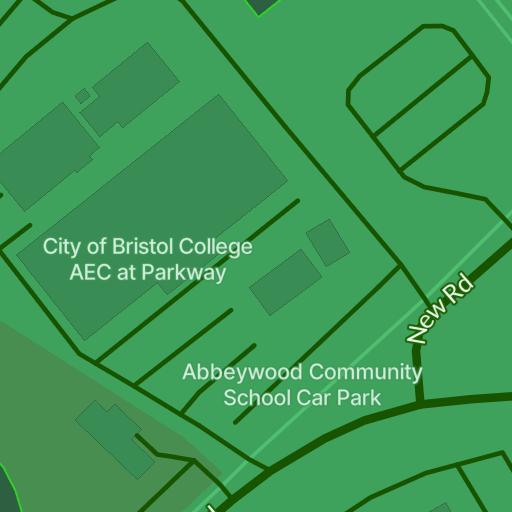 City of Bristol College
AEC at Parkway
New Rd
Abbeywood Community
School Car Park